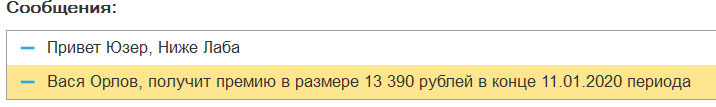 Сообщения:
Привет Юзер, Ниже Лаба
Вася Орлов, получит премию в размере 13 390 рублей в конце 11.01.2020 периода